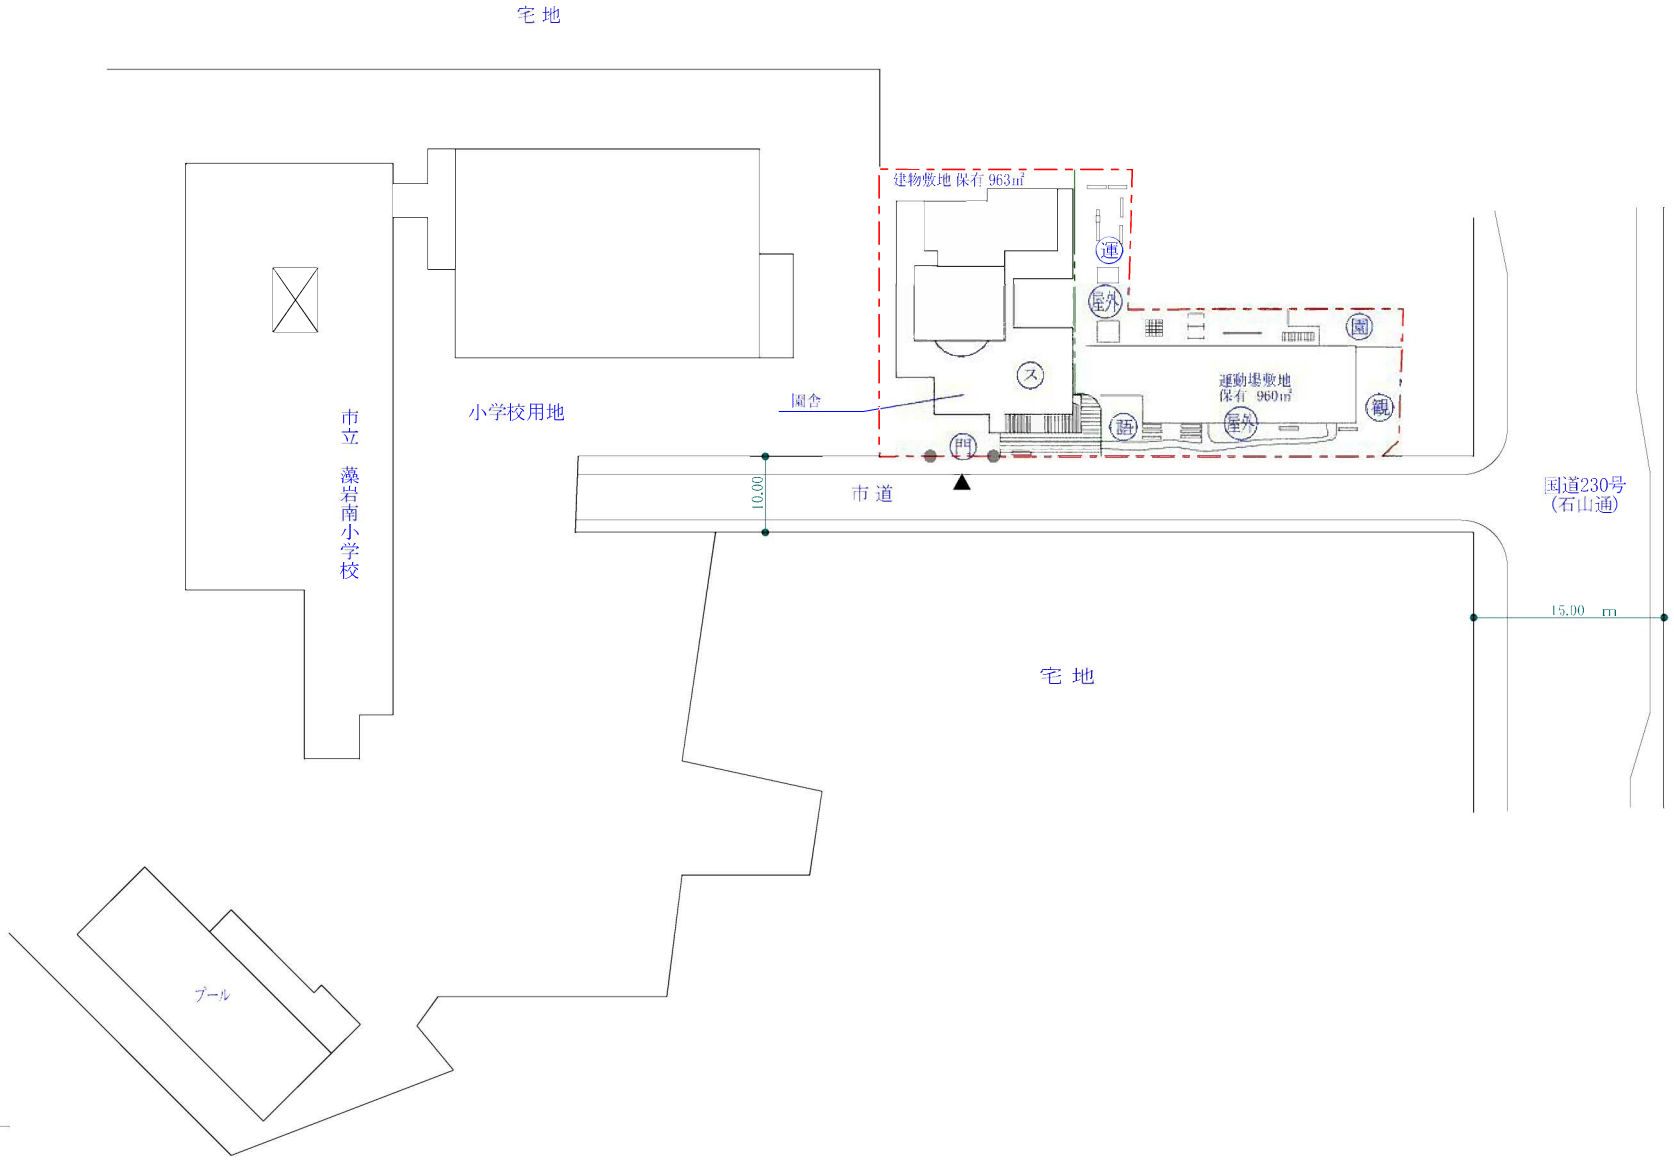 宅 地
建物敷地 保有 963㎡
運
屋外
園
運動場敷地
保有 960㎡
園舎
ス
観
小学校用地
市立 藻岩南小学校
語
屋外
門
10.00
市 道
国道230号
(石山通)
15.00 m
宅 地
プール